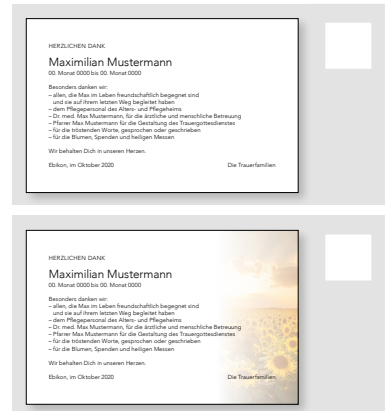 HERZLICHEN DANK
Maximilian Mustermann
00. Monat 0000 bis 00. Monat 0000
Besonders danken wir:
– allen, die Max im Leben freundschaftlich begegnet sind
und sie auf ihrem letzten Weg begleitet haben
– dem Pflegepersonal des Alters- und Pflegeheims
– Dr. med. Max Mustermann, für die ärztliche und menschliche Betreuung
– Pfarrer Max Mustermann für die Gestaltung des Trauergottesdienstes
– für die tröstenden Worte, gesprochen oder geschrieben
– für die Blumen, Spenden und heiligen Messen
Wir behalten Dich in unseren Herzen.
Ebikon, im Oktober 2020 Die Trauerfamilien
HERZLICHEN DANK
Maximilian Mustermann
00. Monat 0000 bis 00. Monat 0000
Besonders danken wir:
– allen, die Max im Leben freundschaftlich begegnet sind
und sie auf ihrem letzten Weg begleitet haben
– dem Pflegepersonal des Alters- und Pflegeheims
– Dr. med. Max Mustermann, für die ärztliche und menschliche Betreuung
– Pfarrer Max Mustermann für die Gestaltung des Trauergottesdienstes
– für die tröstenden Worte, gesprochen oder geschrieben
– für die Blumen, Spenden und heiligen Messen
Wir behalten Dich in unseren Herzen.
Ebikon, im Oktober 2020 Die Trauerfamilien